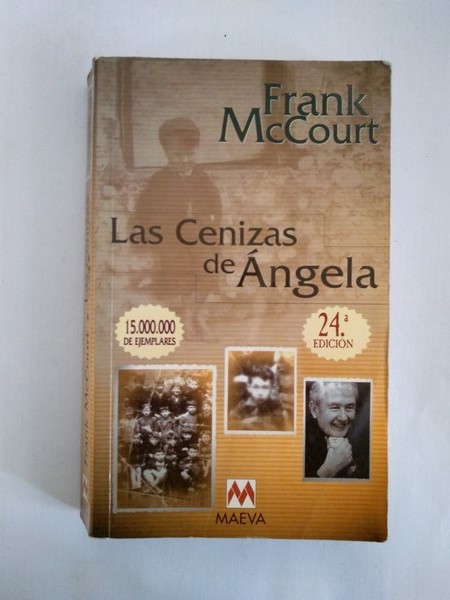 Frank
McCourt
Las Cenizas
de Ángela
15.000.000
DE EJEMPLARES
24.ª
EDICIÓN
MAEVA